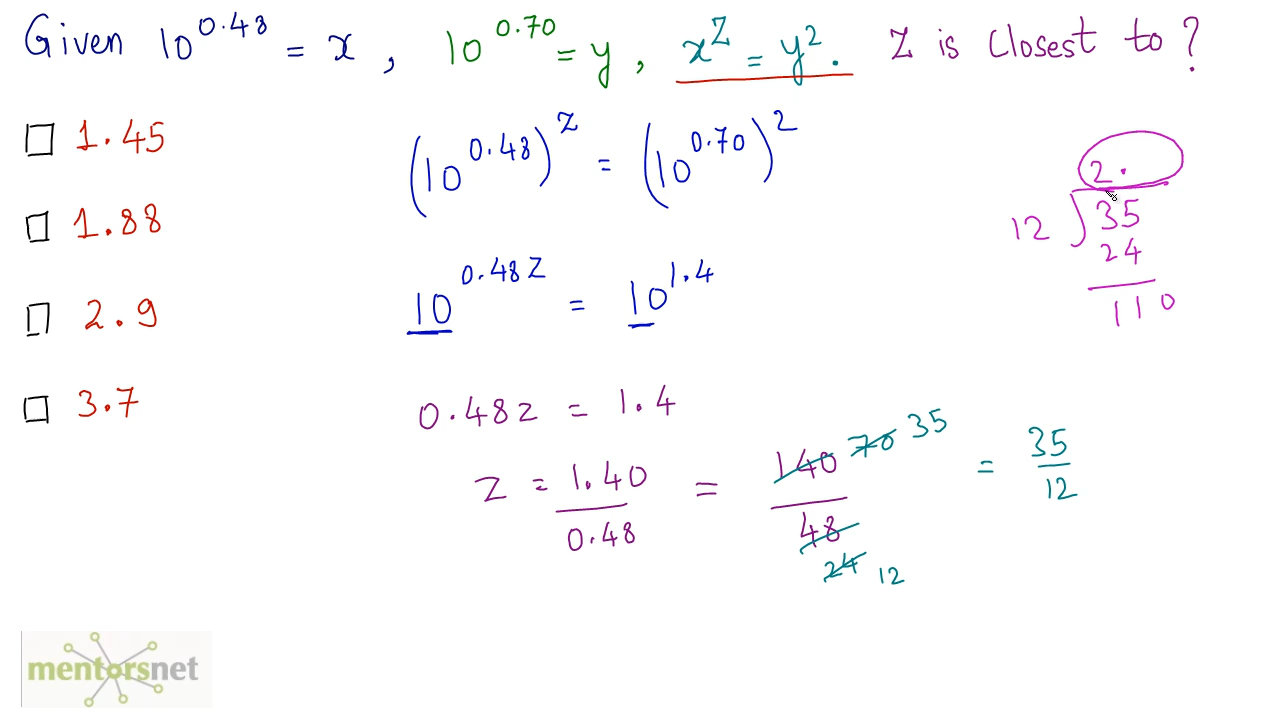 Given 10^0.48 = x, 10^0.70 = y, x^z = y^2. Z is closest to?
1.45
1.88
2.9
3.7
(10^0.48)^z = (10^0.70)^2
10^0.48z = 10^1.4
0.48z = 1.4
z = 1.40/0.48 = 140/48 70 35 24 12 = 35/12
2.
12 ) 35
24
110
mentorsnet